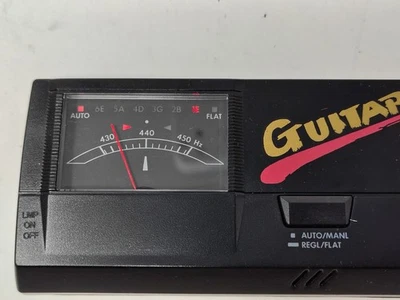 6E 5A 4D 3G 2B 1E
AUTO FLAT
430 440 450 Hz
GUITAR
LMP
ON
OFF
AUTO/MANL
REGL/FLAT